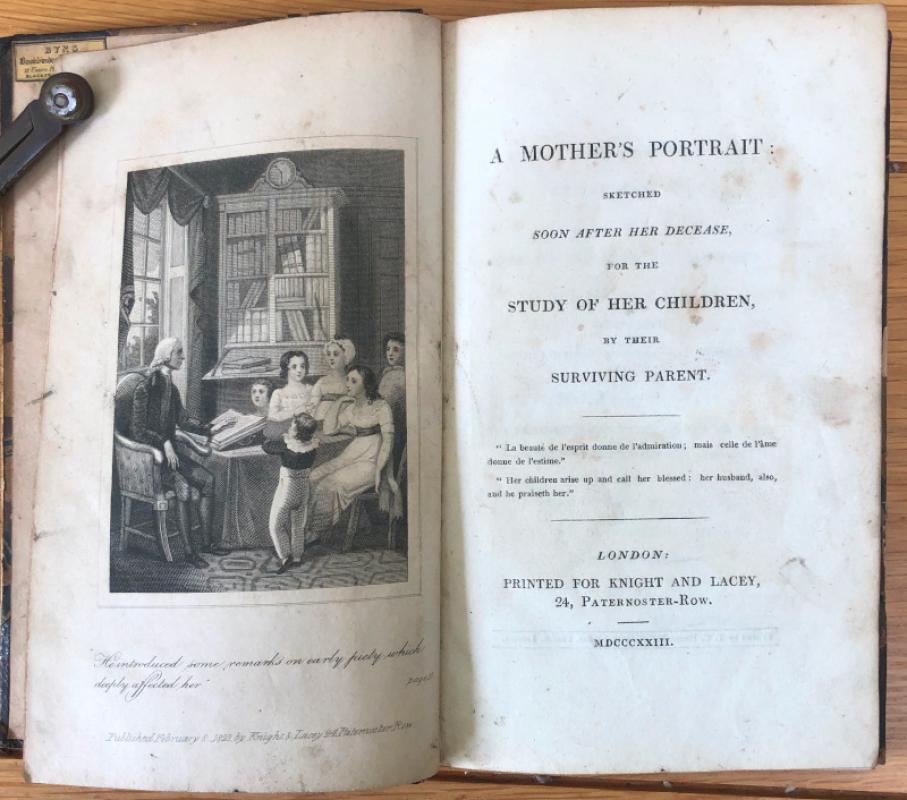 BYNG
He introduced some remarks on early piety which
deeply affected her
page
Published February 8, 1823, by Knight & Lacey 24, Paternoster Row
A MOTHER'S PORTRAIT:
SKETCHED
SOON AFTER HER DECEASE,
FOR THE
STUDY OF HER CHILDREN,
BY THEIR
SURVIVING PARENT.
" La beauté de l'esprit donne de l'admiration; mais celle de l'âme
donne de l'estime."
" Her children arise up and call her blessed: her husband, also,
and he praiseth her."
LONDON:
PRINTED FOR KNIGHT AND LACEY,
24, PATERNOSTER-ROW.
MDCCCXXIII.